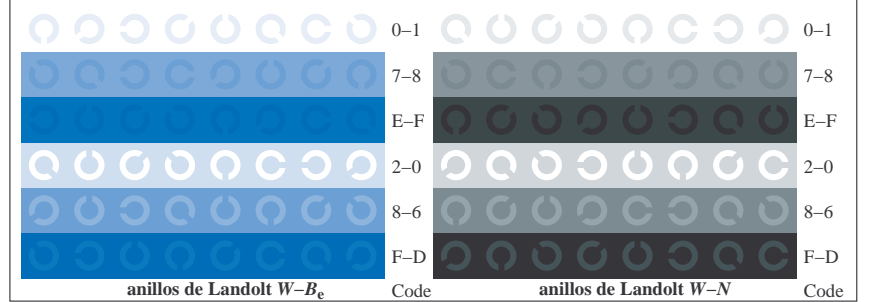 0–1 0–1
7–8 7–8
E–F E–F
2–0 2–0
8–6 8–6
F–D F–D
anillos de Landolt W–Be Code anillos de Landolt W–N Code